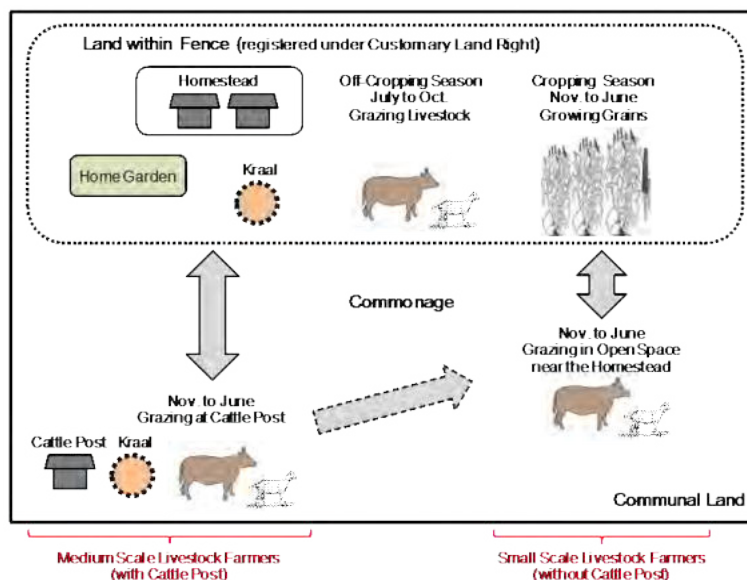 Land within Fence (registered under Customary Land Right)
Homestead
Off-Cropping Season
July to Oct.
Grazing Livestock
Cropping Season
Nov. to June
Growing Grains
Home Garden
Kraal
Commonage
Nov. to June
Grazing in Open Space
near the Homestead
Nov. to June
Grazing at Cattle Post
Cattle Post
Kraal
Communal Land
Medium Scale Livestock Farmers
(with Cattle Post)
Small Scale Livestock Farmers
(without Cattle Post)